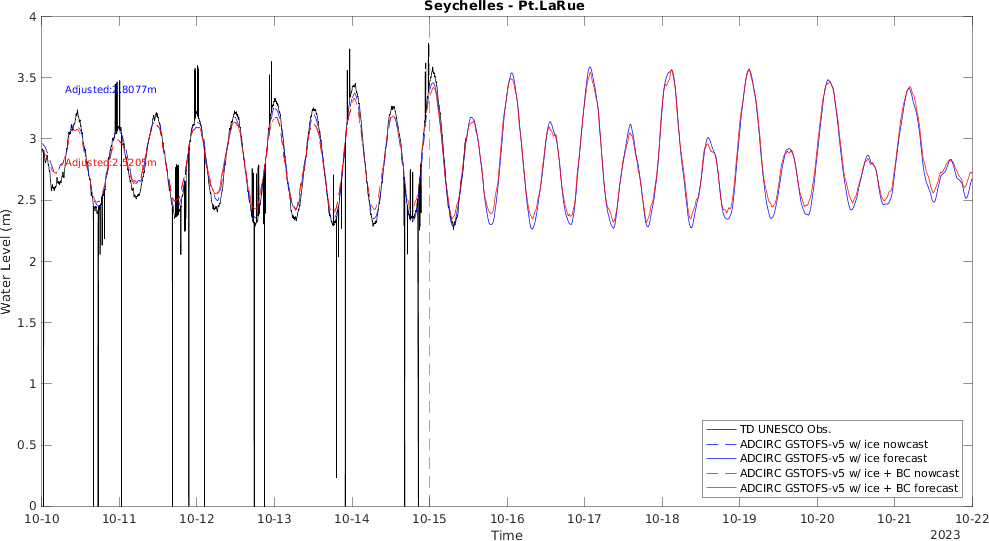 Seychelles - Pt.LaRue
4
3.5
3
2.5
2
1.5
1
0.5
0
Water Level (m)
Adjusted:2.8077m
Adjusted:2.5205m
TD UNESCO Obs.
ADCIRC GSTOFS-v5 w/ ice nowcast
ADCIRC GSTOFS-v5 w/ ice forecast
ADCIRC GSTOFS-v5 w/ ice + BC nowcast
ADCIRC GSTOFS-v5 w/ ice + BC forecast
10-10 10-11 10-12 10-13 10-14 10-15 10-16 10-17 10-18 10-19 10-20 10-21 10-22
Time
2023